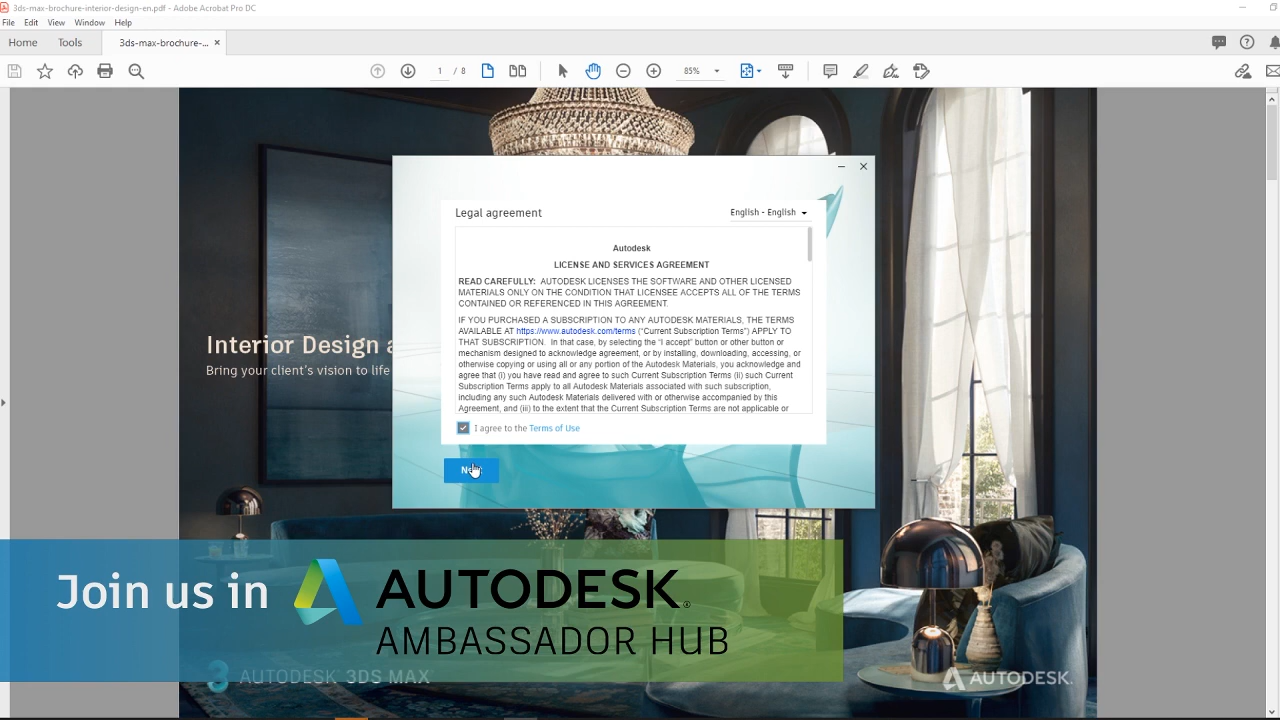 3ds-max-brochure-interior-design-en.pdf - Adobe Acrobat Pro DC
File Edit View Window Help
Home Tools 3ds-max-brochure-... ×
1 / 8 85%
Legal agreement English - English
Autodesk
LICENSE AND SERVICES AGREEMENT
READ CAREFULLY: AUTODESK LICENSES THE SOFTWARE AND OTHER LICENSED
MATERIALS ONLY ON THE CONDITION THAT LICENSEE ACCEPTS ALL OF THE TERMS
CONTAINED OR REFERENCED IN THIS AGREEMENT.
IF YOU PURCHASED A SUBSCRIPTION TO ANY AUTODESK MATERIALS, THE TERMS
AVAILABLE AT https://www.autodesk.com/terms (“Current Subscription Terms”) APPLY TO
THAT SUBSCRIPTION. In that case, by selecting the “I accept” button or other button or
mechanism designed to acknowledge agreement, or by installing, downloading, accessing, or
otherwise copying or using all or any portion of the Autodesk Materials, you acknowledge and
agree that (i) you have read and agree to such Current Subscription Terms (ii) such Current
Subscription Terms apply to all Autodesk Materials associated with such subscription,
including any such Autodesk Materials delivered with or otherwise accompanied by this
Agreement, and (iii) to the extent that the Current Subscription Terms are not applicable or
I agree to the Terms of Use
Interior Design
Bring your client's vision to life
Join us in AUTODESK®
AMBASSADOR HUB
3 AUTODESK 3DS MAX
AUTODESK.